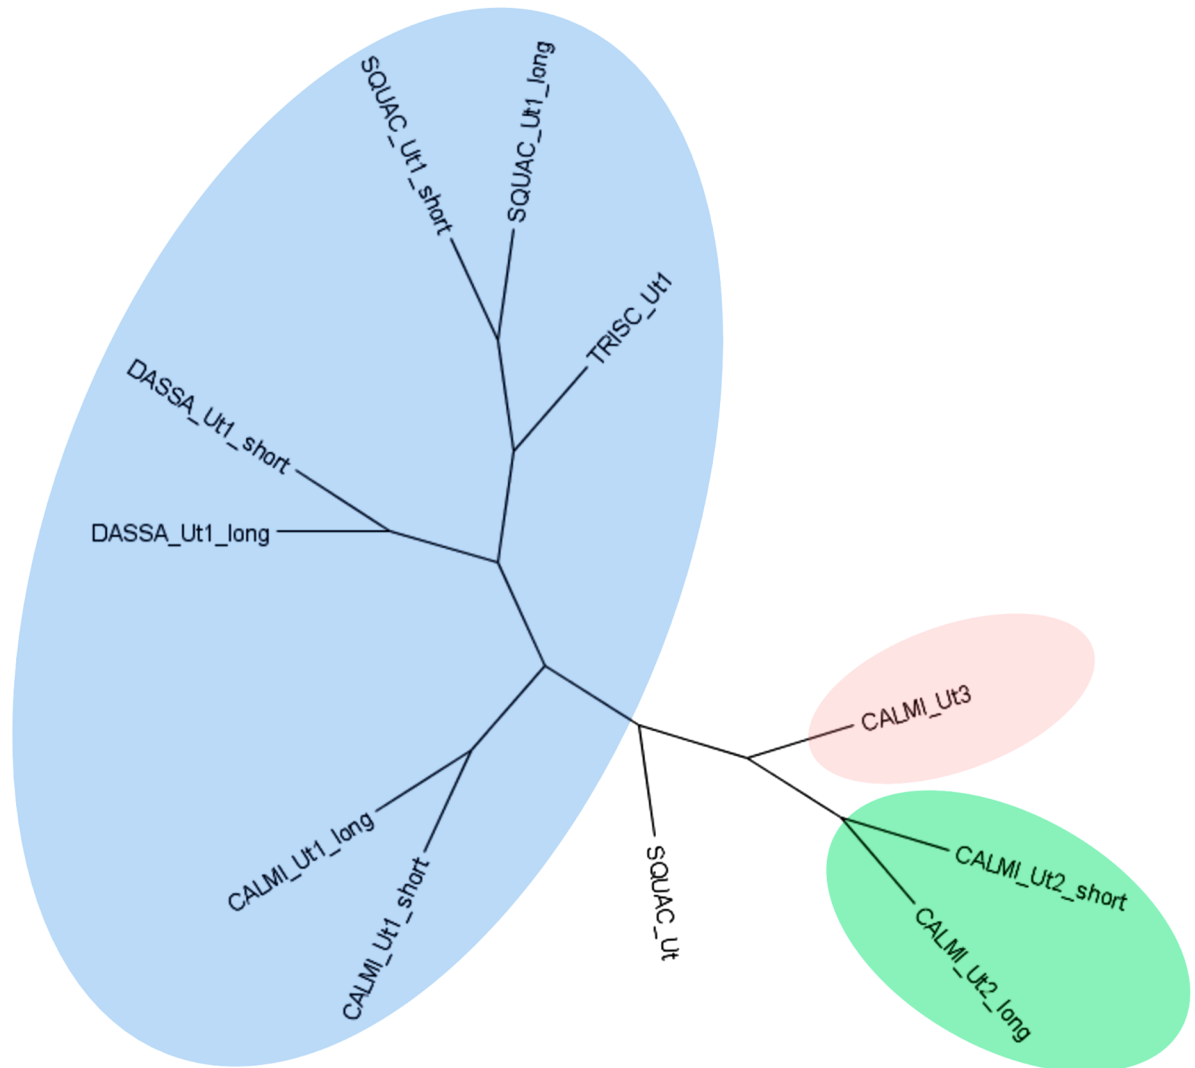 SQUAC_Ut1_short
SQUAC_Ut1_long
TRISC_Ut1
DASSA_Ut1_short
DASSA_Ut1_long
CALMI_Ut3
CALMI_Ut1_long
CALMI_Ut1_short
SQUAC_Ut
CALMI_Ut2_short
CALMI_Ut2_long